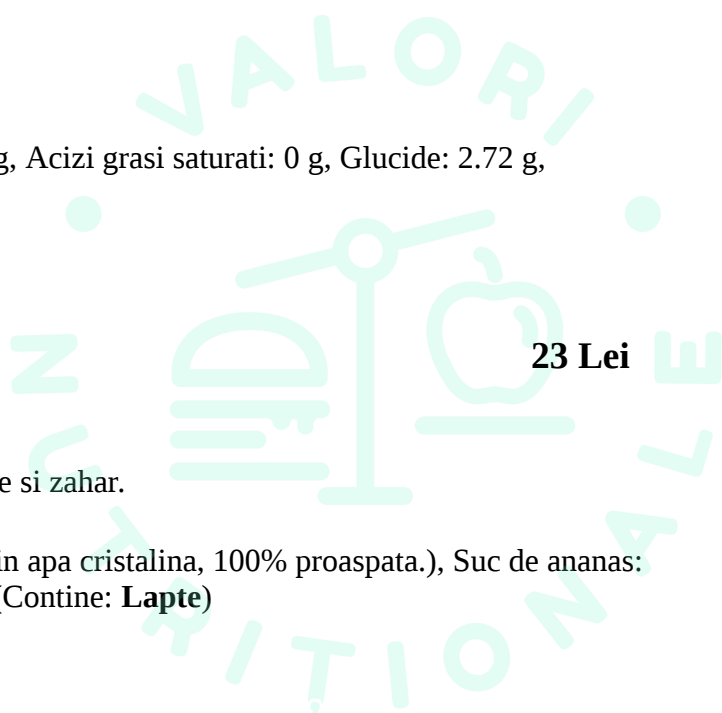 VALORI
g, Acizi grasi saturati: 0 g, Glucide: 2.72 g,
23 Lei
e si zahar.
in apa cristalina, 100% proaspata.), Suc de ananas:
(Contine: Lapte)
NUTRIȚIONALE